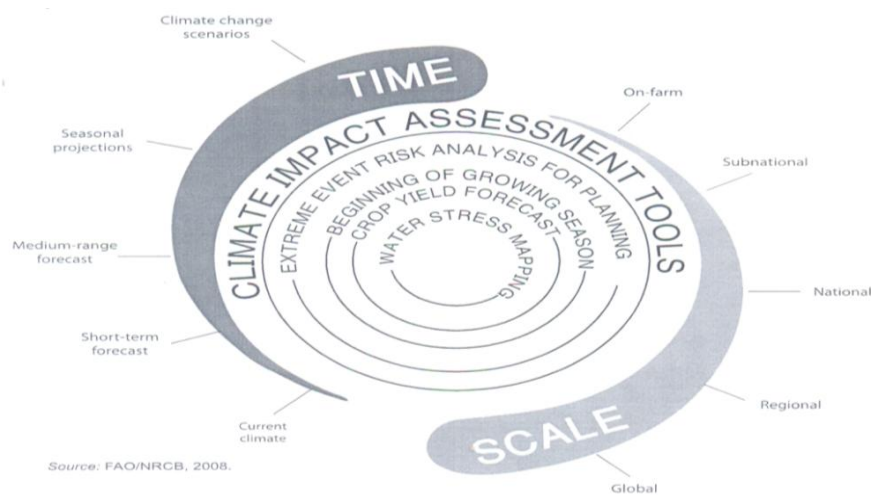 Climate change
scenarios
TIME
On-farm
CLIMATE IMPACT ASSESSMENT TOOLS
Seasonal
projections
EXTREME EVENT RISK ANALYSIS FOR PLANNING
Subnational
BEGINNING OF GROWING SEASON
CROP YIELD FORECAST
WATER STRESS MAPPING
Medium-range
forecast
National
Short-term
forecast
Regional
Current
climate
SCALE
Source: FAO/NRCB, 2008.
Global